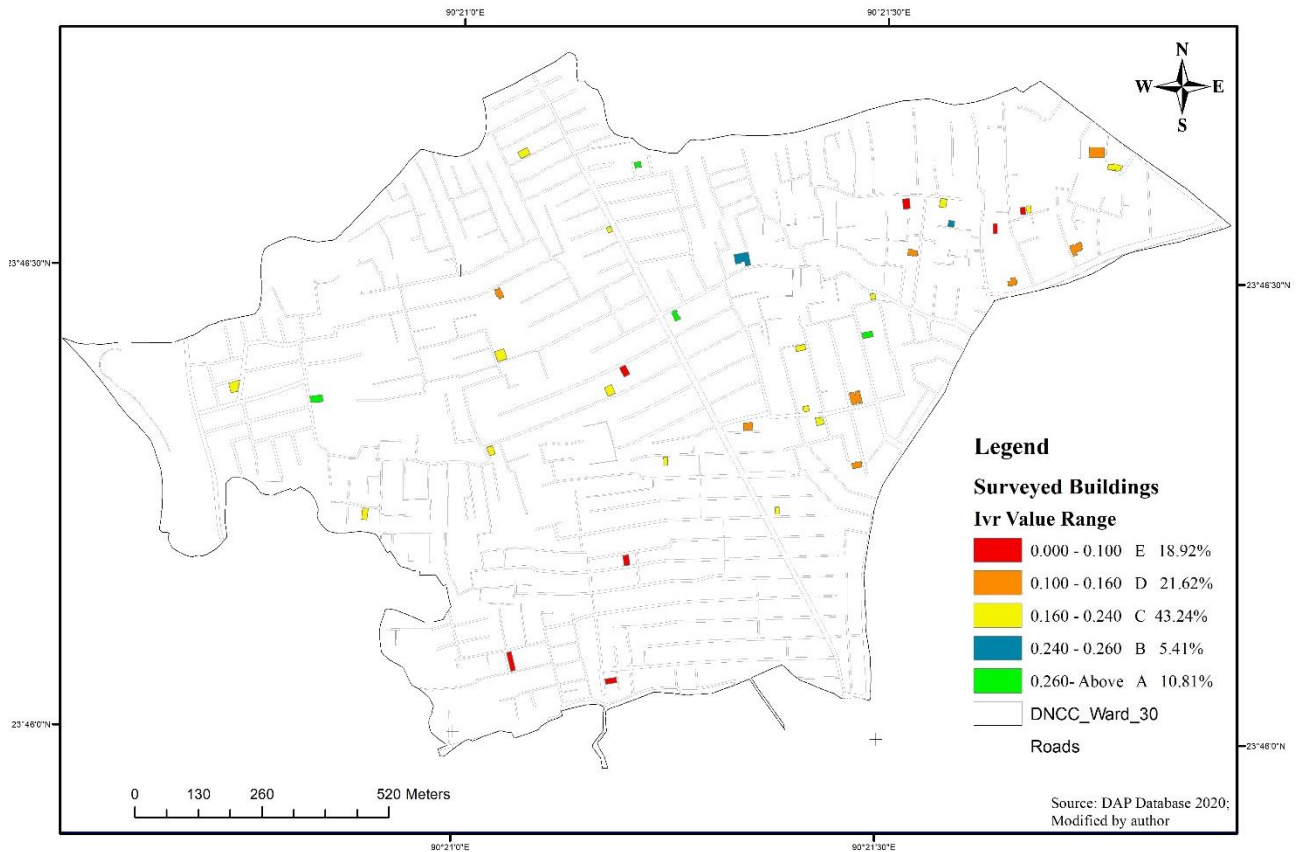 90°21'0"E 90°21'30"E
N
W E
S
23°46'30"N
23°46'30"N
Legend
Surveyed Buildings
Ivr Value Range
0.000 - 0.100 E 18.92%
0.100 - 0.160 D 21.62%
0.160 - 0.240 C 43.24%
0.240 - 0.260 B 5.41%
0.260- Above A 10.81%
DNCC_Ward_30
Roads
23°46'0"N
23°46'0"N
0 130 260 520 Meters
Source: DAP Database 2020;
Modified by author
90°21'0"E 90°21'30"E